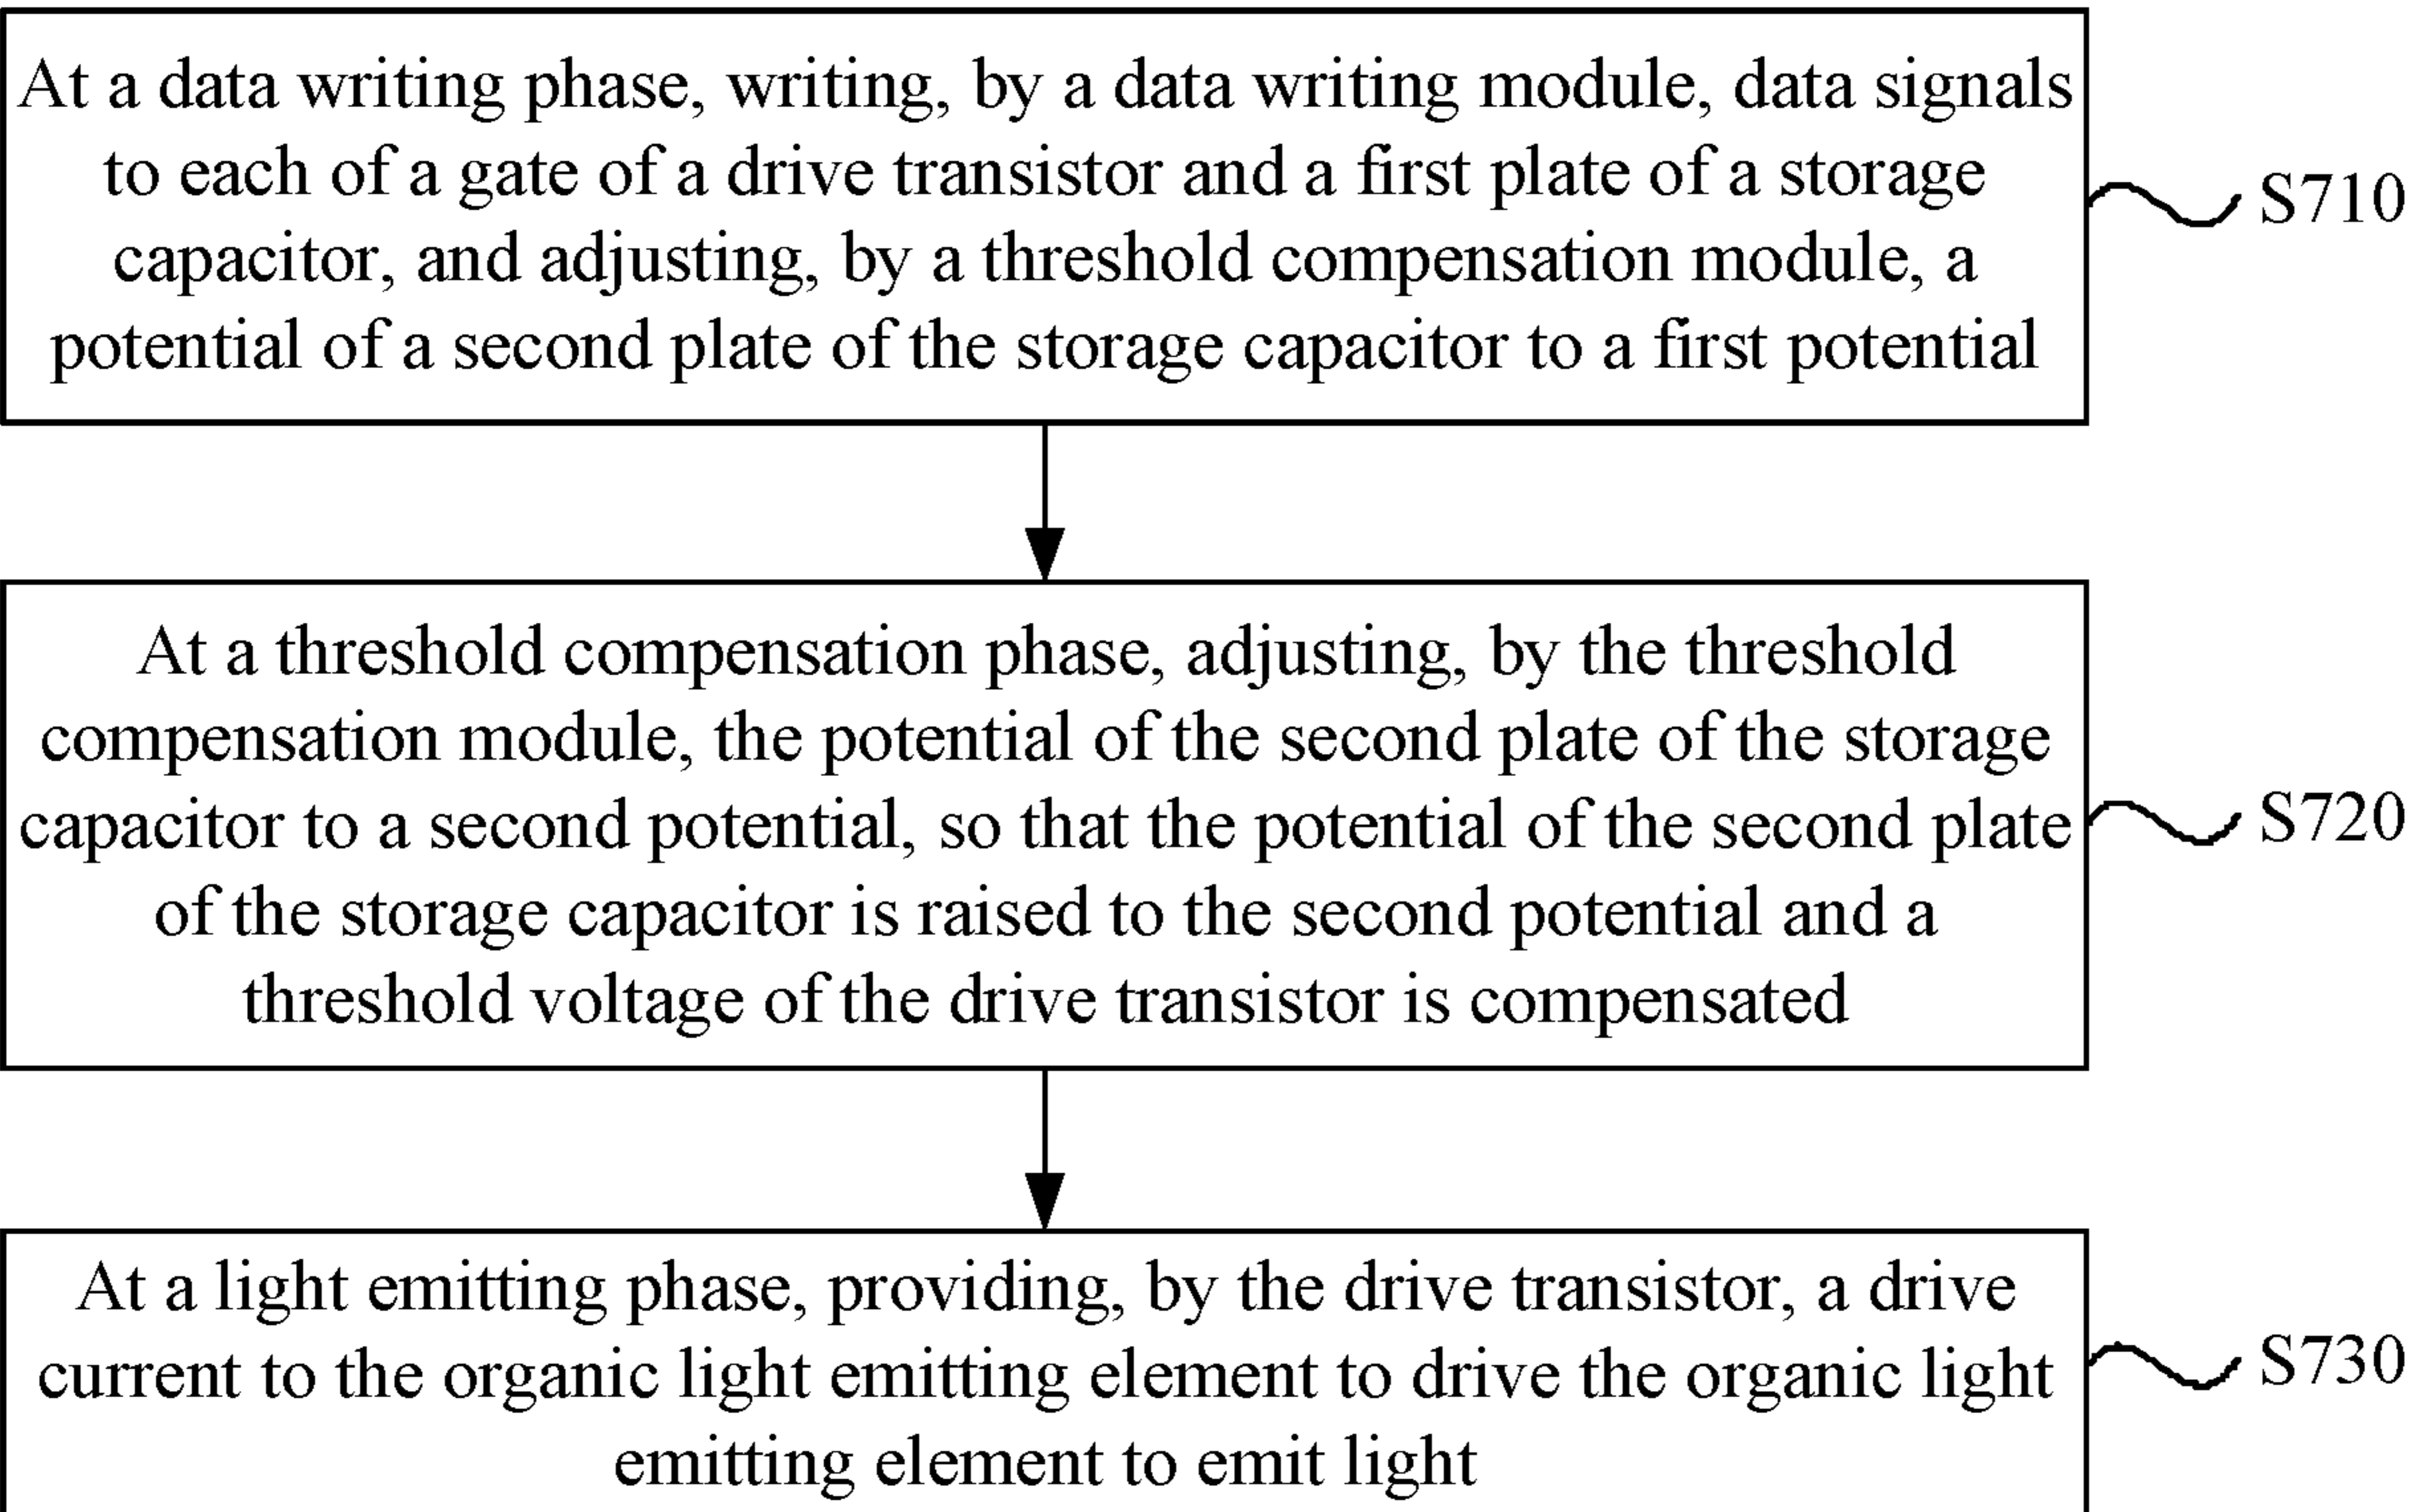 At a data writing phase, writing, by a data writing module, data signals
to each of a gate of a drive transistor and a first plate of a storage
capacitor, and adjusting, by a threshold compensation module, a
potential of a second plate of the storage capacitor to a first potential
S710
At a threshold compensation phase, adjusting, by the threshold
compensation module, the potential of the second plate of the storage
capacitor to a second potential, so that the potential of the second plate
of the storage capacitor is raised to the second potential and a
threshold voltage of the drive transistor is compensated
S720
At a light emitting phase, providing, by the drive transistor, a drive
current to the organic light emitting element to drive the organic light
emitting element to emit light
S730